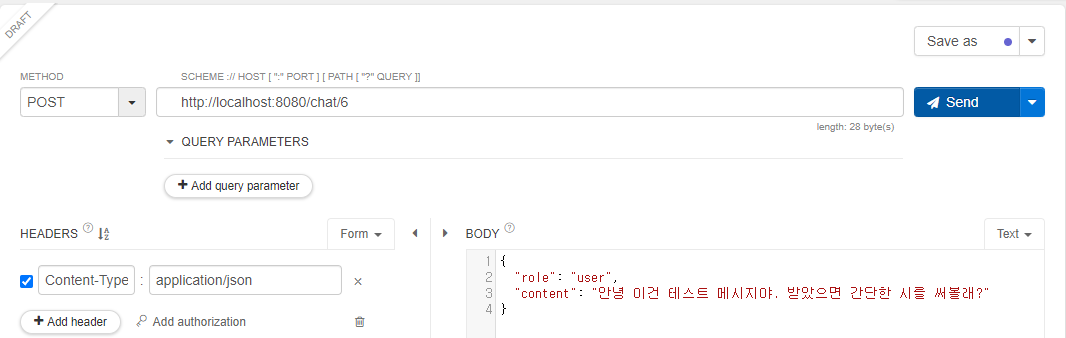 DRAFT
Save as
METHOD
SCHEME :// HOST [ ":" PORT ] [ PATH [ "?" QUERY ]]
POST
http://localhost:8080/chat/6
Send
length: 28 byte(s)
QUERY PARAMETERS
+ Add query parameter
HEADERS ? A Z
Form
BODY ?
Text
Content-Type : application/json ×
+ Add header
Add authorization
1 {
2 "role": "user",
3 "content": "안녕 이건 테스트 메시지야. 받았으면 간단한 시를 써볼래?"
4 }